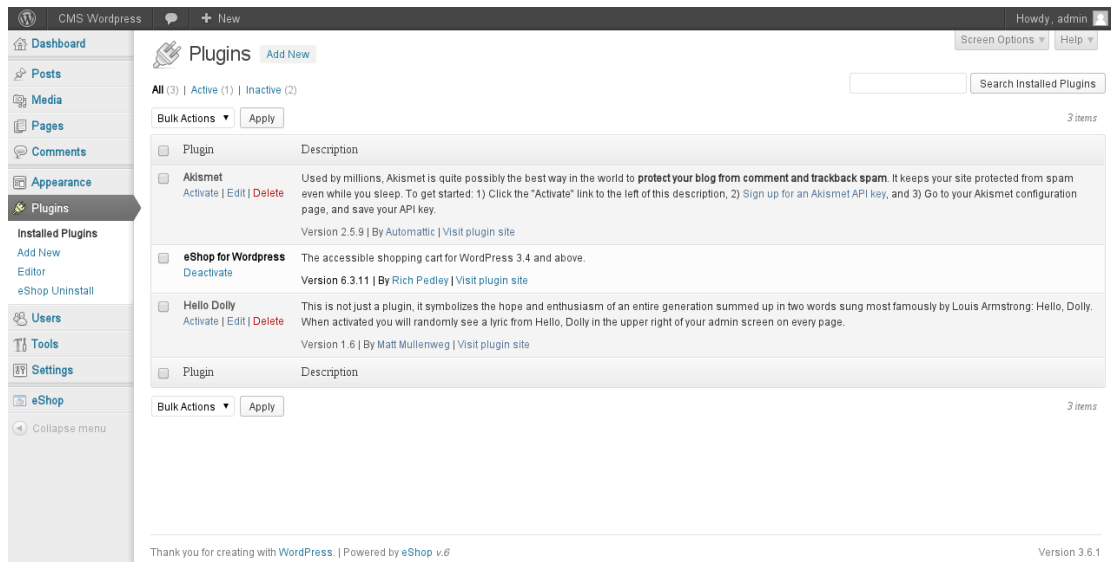 CMS Wordpress + New Howdy, admin
Dashboard
Posts
Media
Pages
Comments
Appearance
Plugins
Installed Plugins
Add New
Editor
eShop Uninstall
Users
Tools
Settings
eShop
Collapse menu
Screen Options Help
Plugins Add New
All (3) | Active (1) | Inactive (2)
Search Installed Plugins
Bulk Actions Apply 3 items
Plugin Description
Akismet
Activate | Edit | Delete
Used by millions, Akismet is quite possibly the best way in the world to protect your blog from comment and trackback spam. It keeps your site protected from spam
even while you sleep. To get started: 1) Click the "Activate" link to the left of this description, 2) Sign up for an Akismet API key, and 3) Go to your Akismet configuration
page, and save your API key.
Version 2.5.9 | By Automattic | Visit plugin site
eShop for Wordpress
Deactivate
The accessible shopping cart for WordPress 3.4 and above.
Version 6.3.11 | By Rich Pedley | Visit plugin site
Hello Dolly
Activate | Edit | Delete
This is not just a plugin, it symbolizes the hope and enthusiasm of an entire generation summed up in two words sung most famously by Louis Armstrong: Hello, Dolly.
When activated you will randomly see a lyric from Hello, Dolly in the upper right of your admin screen on every page.
Version 1.6 | By Matt Mullenweg | Visit plugin site
Plugin Description
Bulk Actions Apply 3 items
Thank you for creating with WordPress. | Powered by eShop v.6 Version 3.6.1